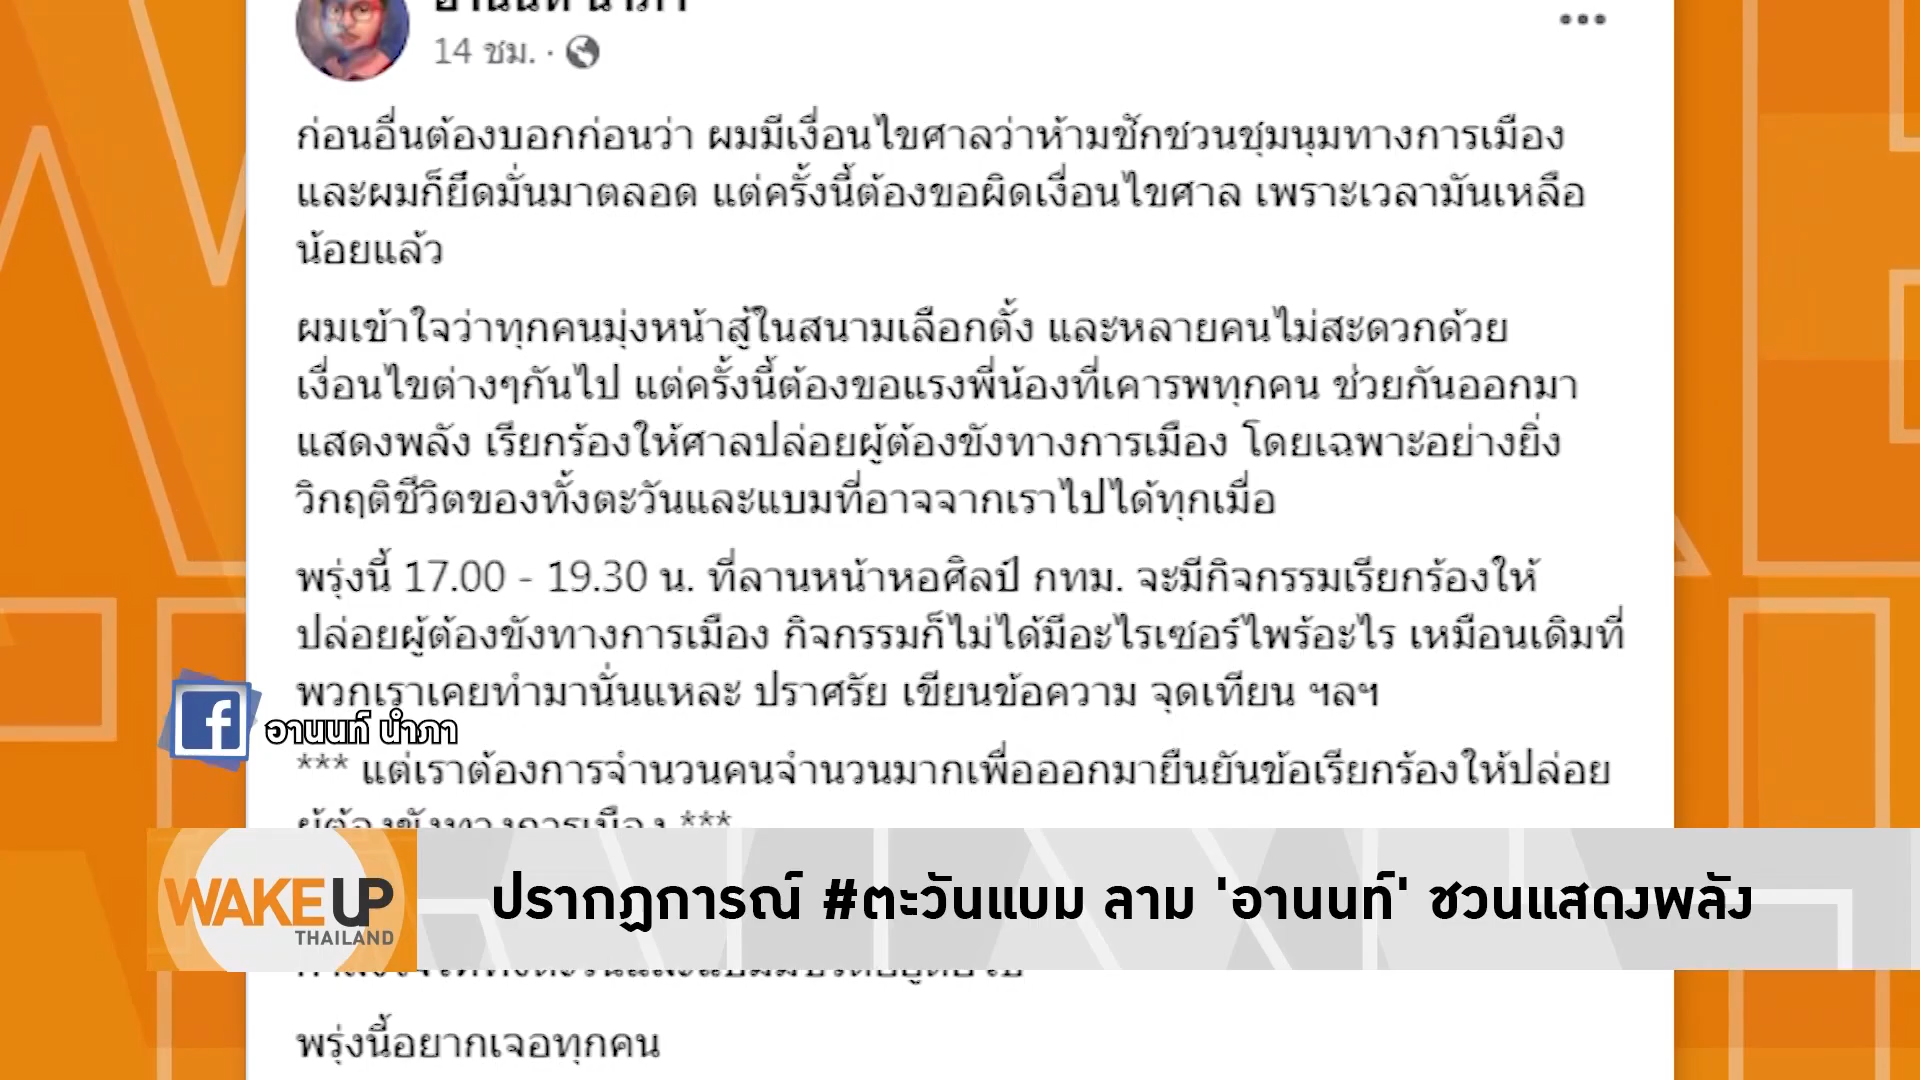 อานนท์ นำภา
14 ชม. ·
ก่อนอื่นต้องบอกก่อนว่า ผมมีเงื่อนไขศาลว่าห้ามชักชวนชุมนุมทางการเมือง
และผมก็ยึดมั่นมาตลอด แต่ครั้งนี้ต้องขอผิดเงื่อนไขศาล เพราะเวลามันเหลือ
น้อยแล้ว
ผมเข้าใจว่าทุกคนมุ่งหน้าสู้ในสนามเลือกตั้ง และหลายคนไม่สะดวกด้วย
เงื่อนไขต่างๆกันไป แต่ครั้งนี้ต้องขอแรงพี่น้องที่เคารพทุกคน ช่วยกันออกมา
แสดงพลัง เรียกร้องให้ศาลปล่อยผู้ต้องขังทางการเมือง โดยเฉพาะอย่างยิ่ง
วิกฤติชีวิตของทั้งตะวันและแบมที่อาจจากเราไปได้ทุกเมื่อ
พรุ่งนี้ 17.00 - 19.30 น. ที่ลานหน้าหอศิลป์ กทม. จะมีกิจกรรมเรียกร้องให้
ปล่อยผู้ต้องขังทางการเมือง กิจกรรมก็ไม่ได้มีอะไรเซอร์ไพร้อะไร เหมือนเดิมที่
พวกเราเคยทำมานั่นแหละ ปราศรัย เขียนข้อความ จุดเทียน ฯลฯ
อานนท์ นำภา
*** แต่เราต้องการจำนวนคนจำนวนมากเพื่อออกมายืนยันข้อเรียกร้องให้ปล่อย
ผู้ต้องขังทางการเมือง ***
WAKE UP
THAILAND
ปรากฏการณ์ #ตะวันแบม ลาม 'อานนท์' ชวนแสดงพลัง
พรุ่งนี้อยากเจอทุกคน